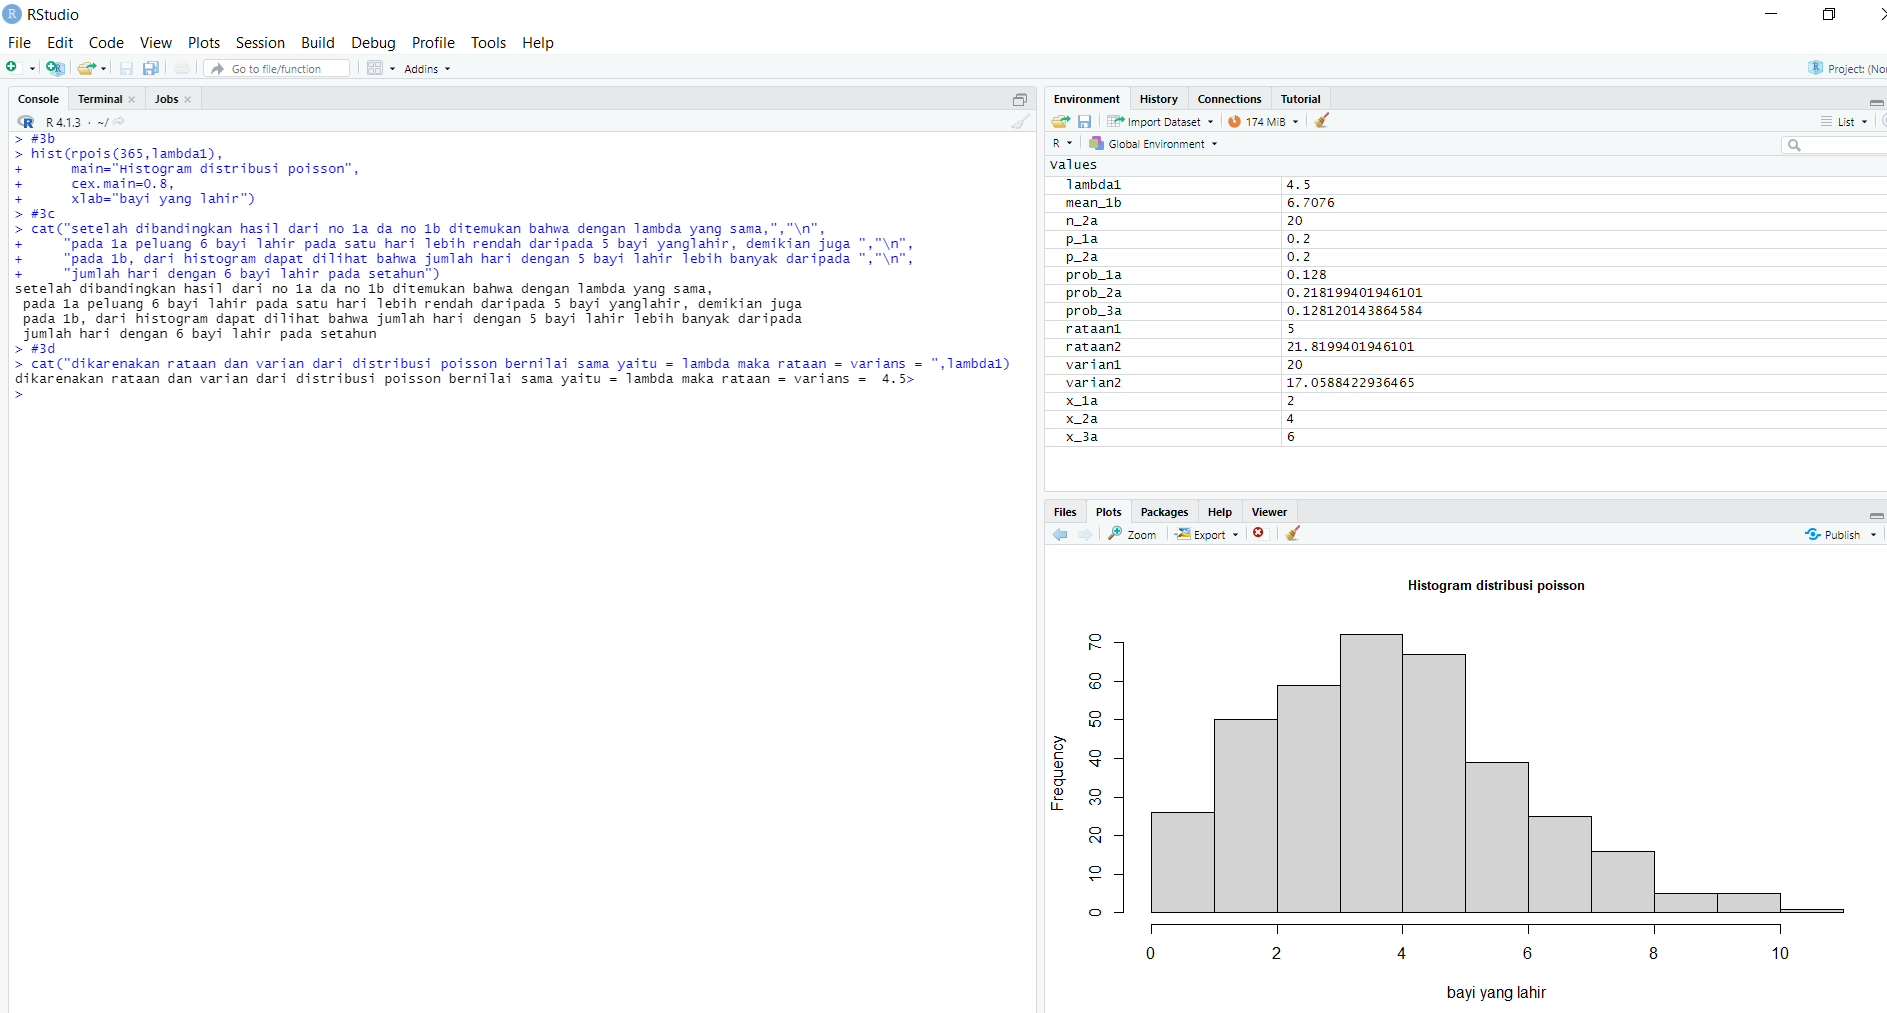 RStudio
File Edit Code View Plots Session Build Debug Profile Tools Help
Go to file/function Addins
Project: (Nor
Console Terminal Jobs
R 4.1.3 · ~/
> #3b
> hist(rpois(365,lambda1),
+      main="Histogram distribusi poisson",
+      cex.main=0.8,
+      xlab="bayi yang lahir")
> #3c
> cat("setelah dibandingkan hasil dari no 1a da no 1b ditemukan bahwa dengan lambda yang sama,","\n",
+     "pada 1a peluang 6 bayi lahir pada satu hari lebih rendah daripada 5 bayi yanglahir, demikian juga ","\n",
+     "pada 1b, dari histogram dapat dilihat bahwa jumlah hari dengan 5 bayi lahir lebih banyak daripada ","\n",
+     "jumlah hari dengan 6 bayi lahir pada setahun")
setelah dibandingkan hasil dari no 1a da no 1b ditemukan bahwa dengan lambda yang sama,
 pada 1a peluang 6 bayi lahir pada satu hari lebih rendah daripada 5 bayi yanglahir, demikian juga
 pada 1b, dari histogram dapat dilihat bahwa jumlah hari dengan 5 bayi lahir lebih banyak daripada
 jumlah hari dengan 6 bayi lahir pada setahun
> #3d
> cat("dikarenakan rataan dan varian dari distribusi poisson bernilai sama yaitu = lambda maka rataan = varians = ",lambda1)
dikarenakan rataan dan varian dari distribusi poisson bernilai sama yaitu = lambda maka rataan = varians =  4.5>
>
Environment History Connections Tutorial
Import Dataset 174 MiB List
R Global Environment
Values
lambda1 4.5
mean_1b 6.7076
n_2a 20
p_1a 0.2
p_2a 0.2
prob_1a 0.128
prob_2a 0.218199401946101
prob_3a 0.128120143864584
rataan1 5
rataan2 21.8199401946101
varian1 20
varian2 17.0588422936465
x_1a 2
x_2a 4
x_3a 6
Files Plots Packages Help Viewer
Zoom Export Publish
Histogram distribusi poisson
Frequency
70
60
50
40
30
20
10
0
0 2 4 6 8 10
bayi yang lahir